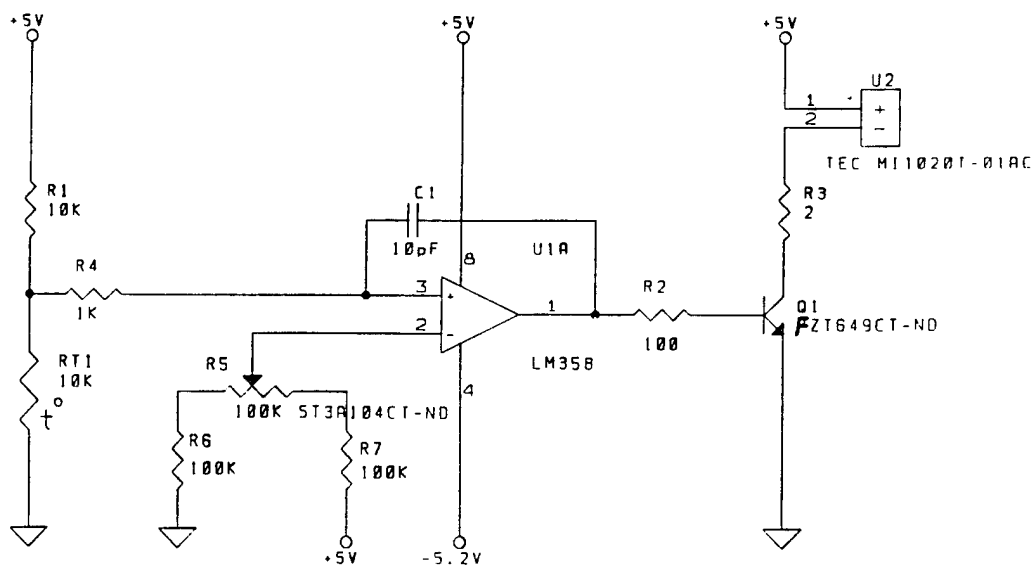 +5V
+5V
+5V
U2
1
+
2
-
TEC MI1020T-01AC
R1
10K
C1
10pF
R3
2
U1A
8
R4
1K
3
+
2
-
1
R2
100
Q1
FZT649CT-ND
LM358
4
RT1
10K
t°
R5
100K
ST3A104CT-ND
R6
100K
R7
100K
+5V
-5.2V